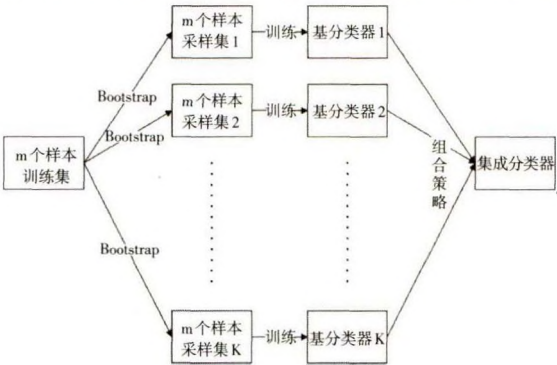 m个样本
采样集1
训练
基分类器1
Bootstrap
m个样本
采样集2
训练
基分类器2
Bootstrap
m个样本
训练集
组合策略
集成分类器
Bootstrap
m个样本
采样集K
训练
基分类器K